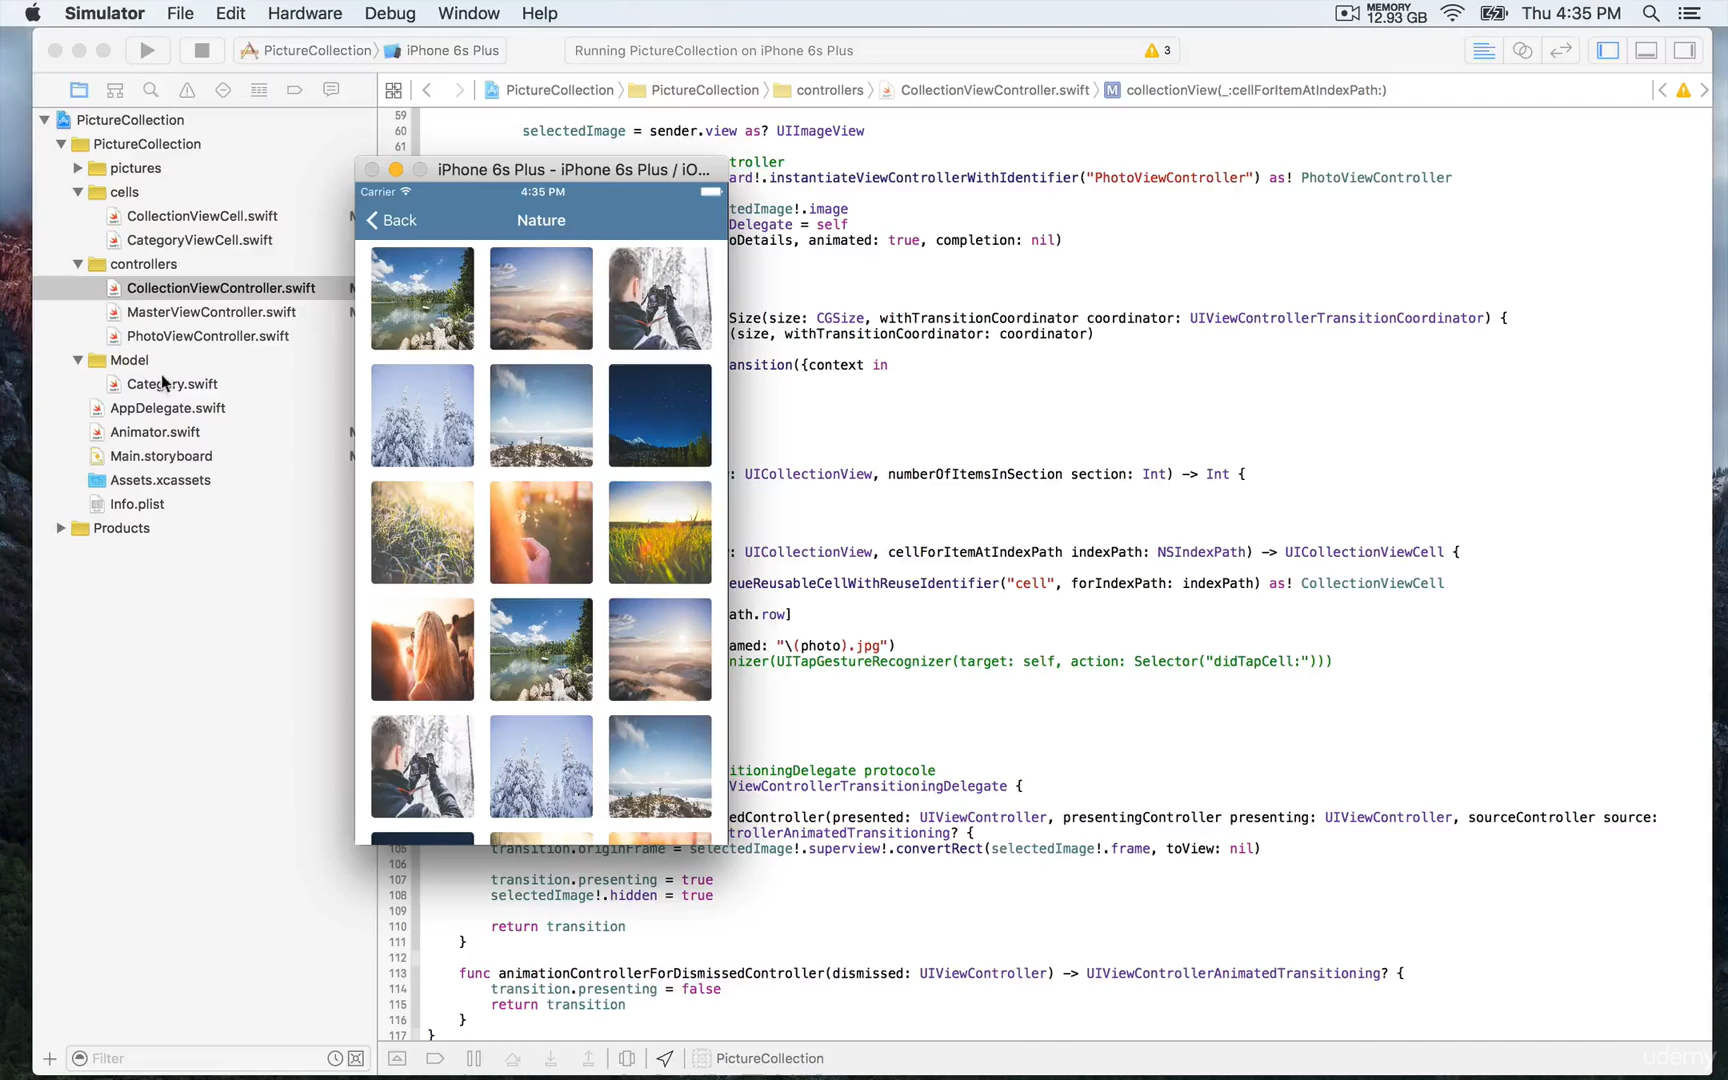 Simulator File Edit Hardware Debug Window Help MEMORY 12.93 GB Thu 4:35 PM
PictureCollection iPhone 6s Plus Running PictureCollection on iPhone 6s Plus 3
PictureCollection PictureCollection controllers CollectionViewController.swift M collectionView(_:cellForItemAtIndexPath:)
PictureCollection
PictureCollection
pictures
cells
CollectionViewCell.swift
CategoryViewCell.swift
controllers
CollectionViewController.swift
MasterViewController.swift
PhotoViewController.swift
Model
Category.swift
AppDelegate.swift
Animator.swift
Main.storyboard
Assets.xcassets
Info.plist
Products
Filter
iPhone 6s Plus - iPhone 6s Plus / iO...
Carrier 4:35 PM
Back Nature
59
60 selectedImage = sender.view as? UIImageView
61
troller
ard!.instantiateViewControllerWithIdentifier("PhotoViewController") as! PhotoViewController
tedImage!.image
Delegate = self
oDetails, animated: true, completion: nil)
Size(size: CGSize, withTransitionCoordinator coordinator: UIViewControllerTransitionCoordinator) {
(size, withTransitionCoordinator: coordinator)
ansition({context in
: UICollectionView, numberOfItemsInSection section: Int) -> Int {
: UICollectionView, cellForItemAtIndexPath indexPath: NSIndexPath) -> UICollectionViewCell {
eueReusableCellWithReuseIdentifier("cell", forIndexPath: indexPath) as! CollectionViewCell
ath.row]
amed: "\(photo).jpg")
nizer(UITapGestureRecognizer(target: self, action: Selector("didTapCell:")))
itioningDelegate protocole
ViewControllerTransitioningDelegate {
edController(presented: UIViewController, presentingController presenting: UIViewController, sourceController source:
trollerAnimatedTransitioning? {
105 transition.originFrame = selectedImage!.superview!.convertRect(selectedImage!.frame, toView: nil)
106
107 transition.presenting = true
108 selectedImage!.hidden = true
109
110 return transition
111 }
112
113 func animationControllerForDismissedController(dismissed: UIViewController) -> UIViewControllerAnimatedTransitioning? {
114 transition.presenting = false
115 return transition
116 }
117 }
PictureCollection
udemy